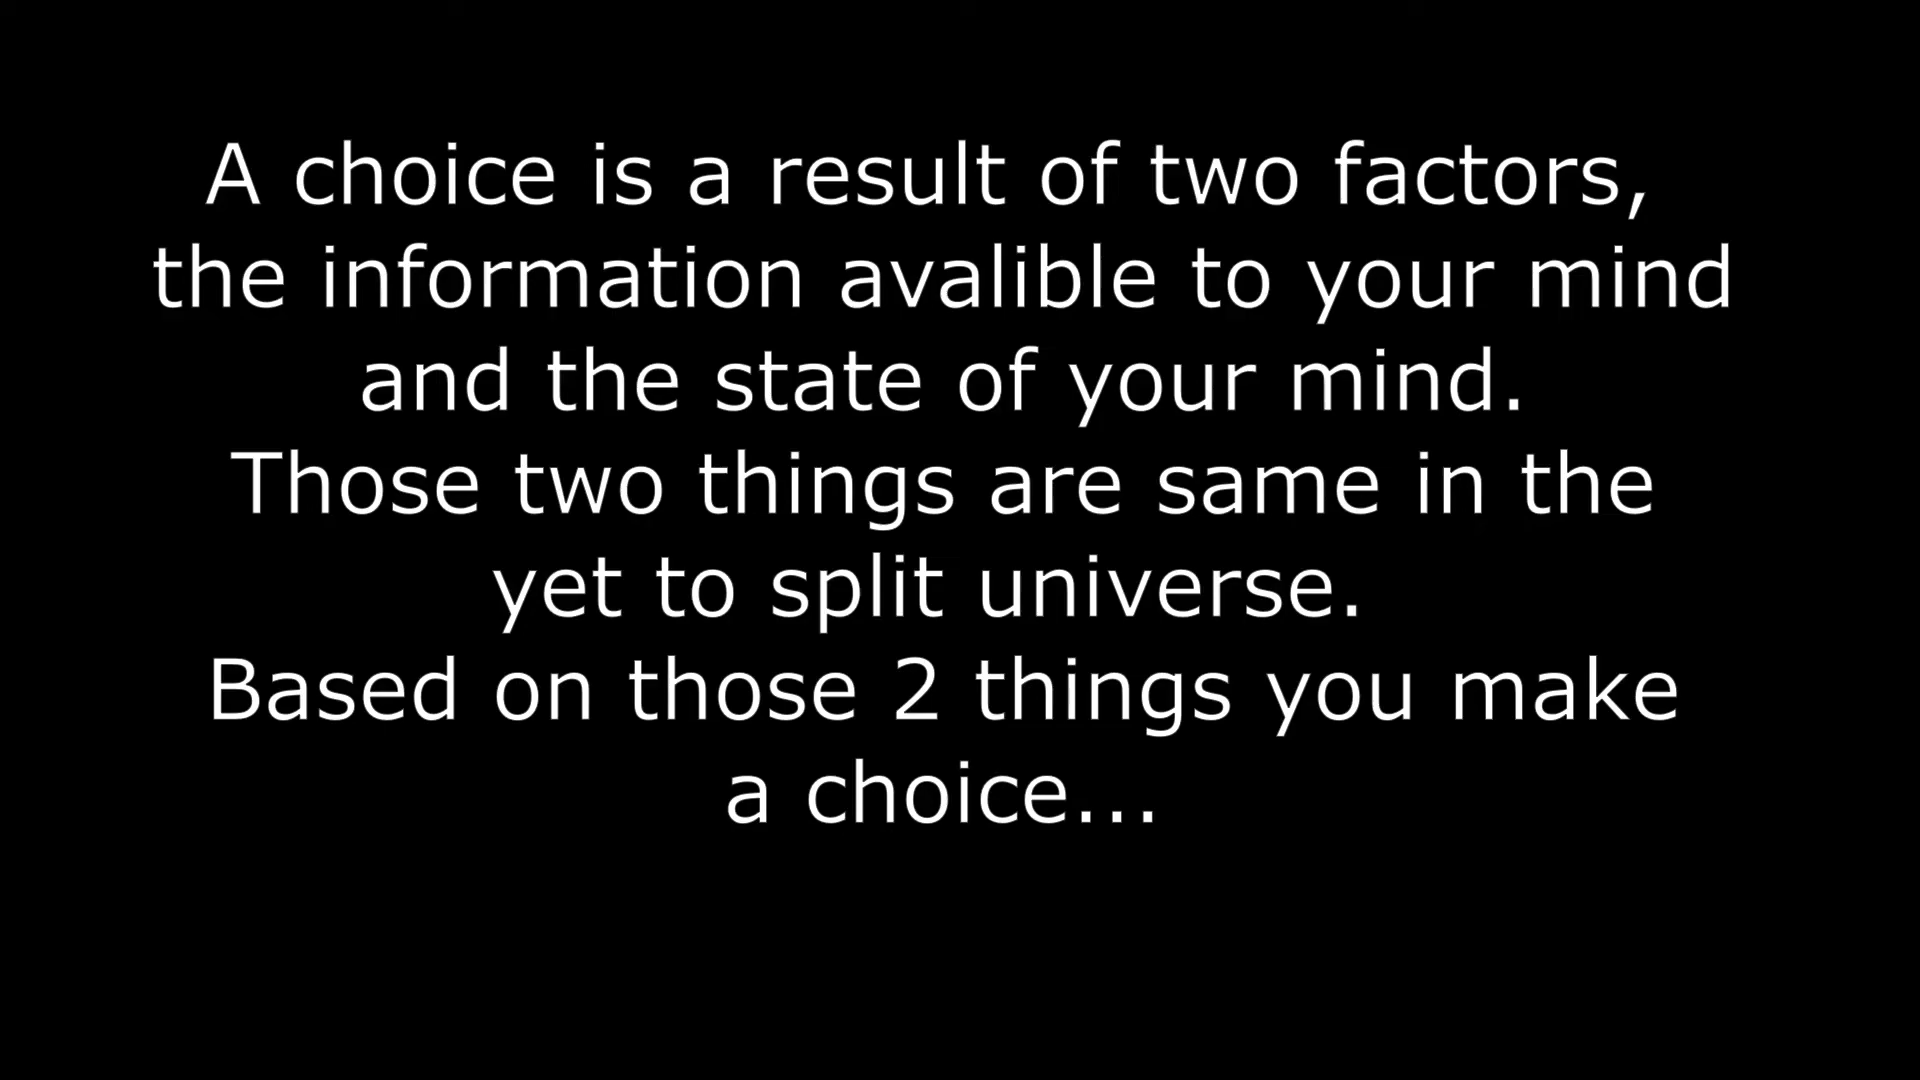 A choice is a result of two factors,
the information avalible to your mind
and the state of your mind.
Those two things are same in the
yet to split universe.
Based on those 2 things you make
a choice...